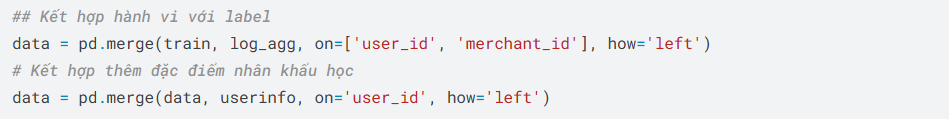 ## Kết hợp hành vi với label
data = pd.merge(train, log_agg, on=['user_id', 'merchant_id'], how='left')
# Kết hợp thêm đặc điểm nhân khẩu học
data = pd.merge(data, userinfo, on='user_id', how='left')